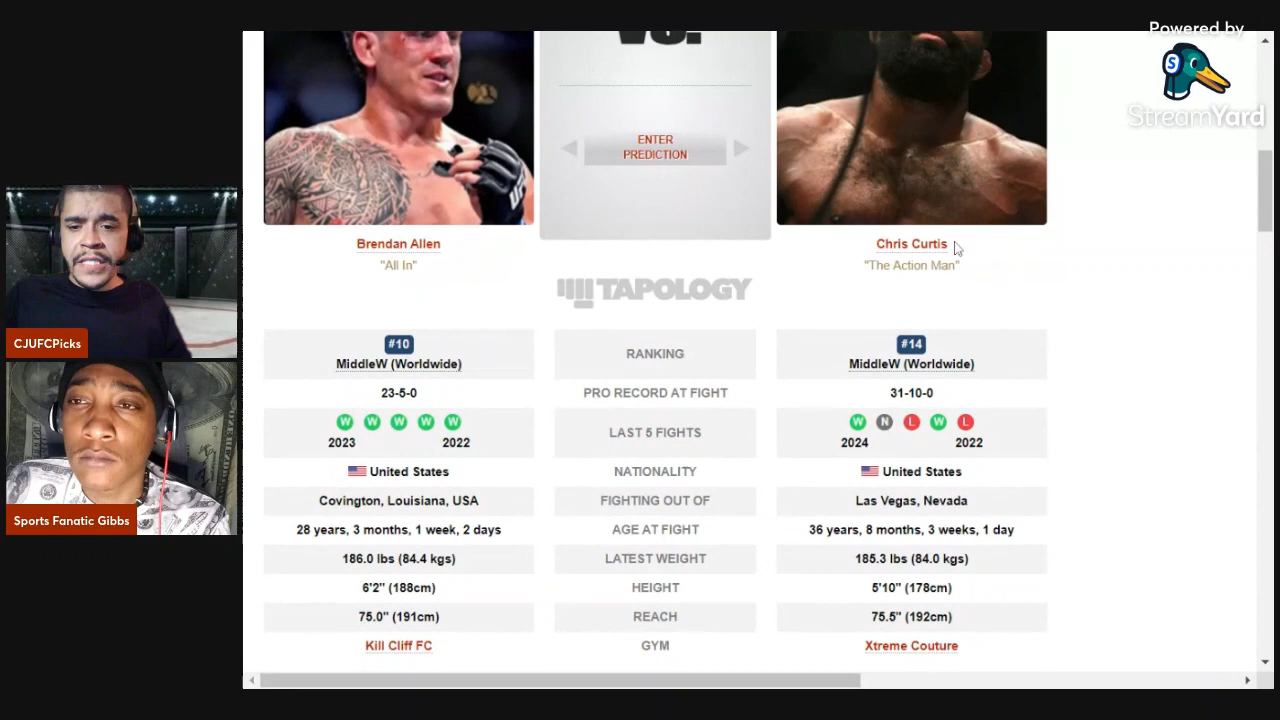 Powered by
S
StreamYard
VS.
ENTER
PREDICTION
UFC
Brendan Allen
"All In"
Chris Curtis
"The Action Man"
TAPOLOGY
#10
MiddleW (Worldwide)
RANKING
#14
MiddleW (Worldwide)
23-5-0
PRO RECORD AT FIGHT
31-10-0
W W W W W
2023 2022
LAST 5 FIGHTS
W N L W L
2024 2022
United States
NATIONALITY
United States
Covington, Louisiana, USA
FIGHTING OUT OF
Las Vegas, Nevada
28 years, 3 months, 1 week, 2 days
AGE AT FIGHT
36 years, 8 months, 3 weeks, 1 day
186.0 lbs (84.4 kgs)
LATEST WEIGHT
185.3 lbs (84.0 kgs)
6'2" (188cm)
HEIGHT
5'10" (178cm)
75.0" (191cm)
REACH
75.5" (192cm)
Kill Cliff FC
GYM
Xtreme Couture
CJUFCPicks
Sports Fanatic Gibbs